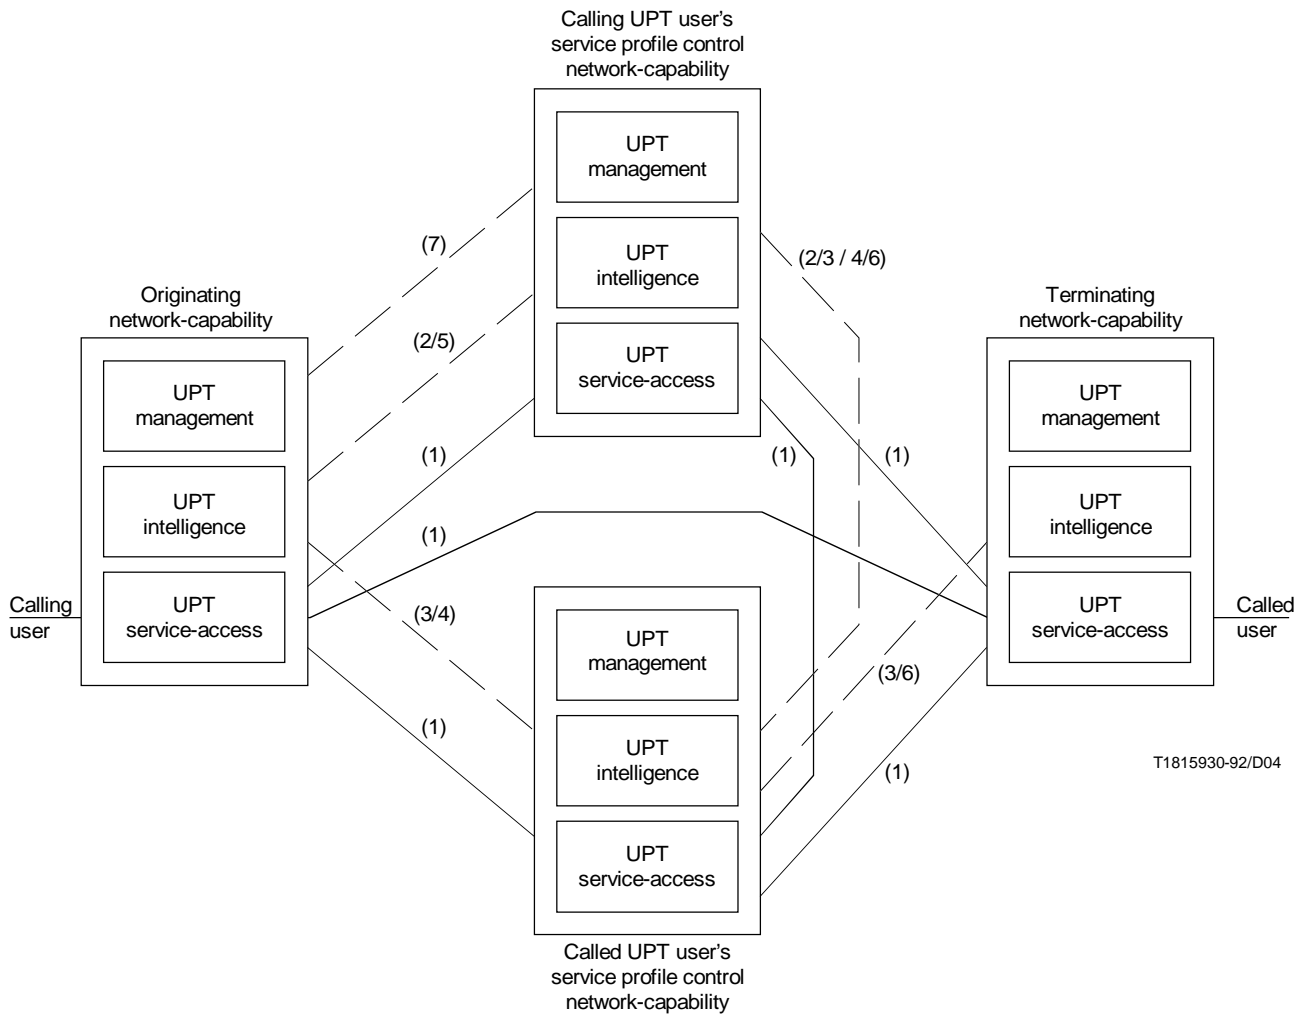 Calling UPT user's
service profile control
network-capability
UPT
management
UPT
intelligence
UPT
service-access
(7)
(2/5)
(1)
(1)
(2/3 / 4/6)
(1)
(1)
Originating
network-capability
UPT
management
UPT
intelligence
UPT
service-access
Calling
user
Terminating
network-capability
UPT
management
UPT
intelligence
UPT
service-access
Called
user
(3/4)
(1)
(3/6)
(1)
UPT
management
UPT
intelligence
UPT
service-access
Called UPT user's
service profile control
network-capability
T1815930-92/D04